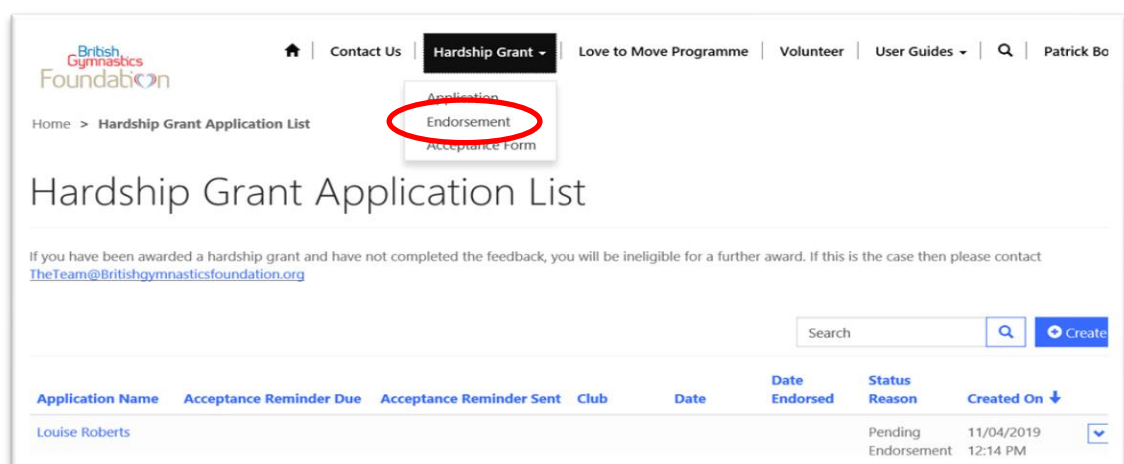 British
Gymnastics
Foundation
Contact Us | Hardship Grant | Love to Move Programme | Volunteer | User Guides | Patrick Bo
Application
Endorsement
Acceptance Form
Home > Hardship Grant Application List
Hardship Grant Application List
If you have been awarded a hardship grant and have not completed the feedback, you will be ineligible for a further award. If this is the case then please contact
TheTeam@Britishgymnasticsfoundation.org
Search Create
Application Name Acceptance Reminder Due Acceptance Reminder Sent Club Date Date Endorsed Status Reason Created On
Louise Roberts Pending Endorsement 11/04/2019 12:14 PM